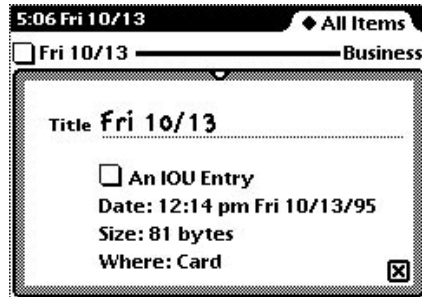 5:06 Fri 10/13
All Items
Fri 10/13
Business
Title Fri 10/13
An IOU Entry
Date: 12:14 pm Fri 10/13/95
Size: 81 bytes
Where: Card